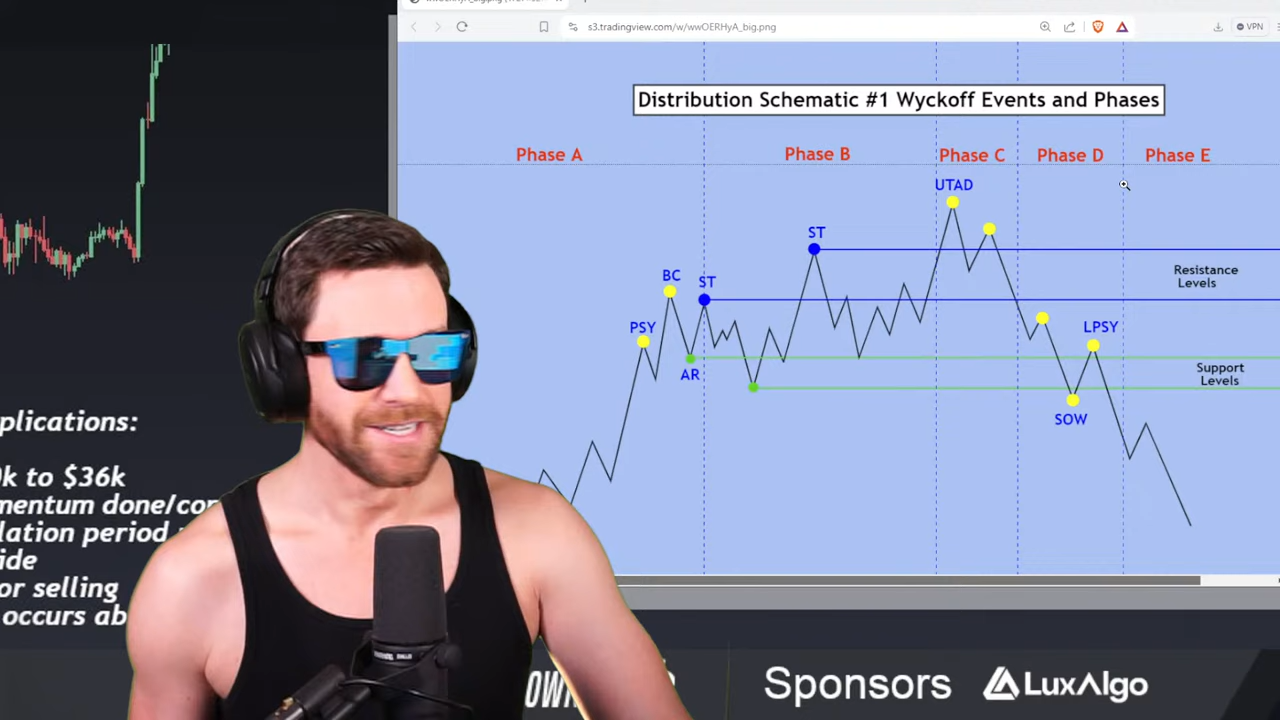 s3.tradingview.com/w/wwOERHyA_big.png
VPN
Distribution Schematic #1 Wyckoff Events and Phases
Phase A
Phase B
Phase C
Phase D
Phase E
UTAD
ST
BC
ST
Resistance
Levels
PSY
LPSY
AR
Support
Levels
SOW
plications:
k to $36k
mentum done/con
lation period
ide
or selling
occurs ab
Sponsors
LuxAlgo